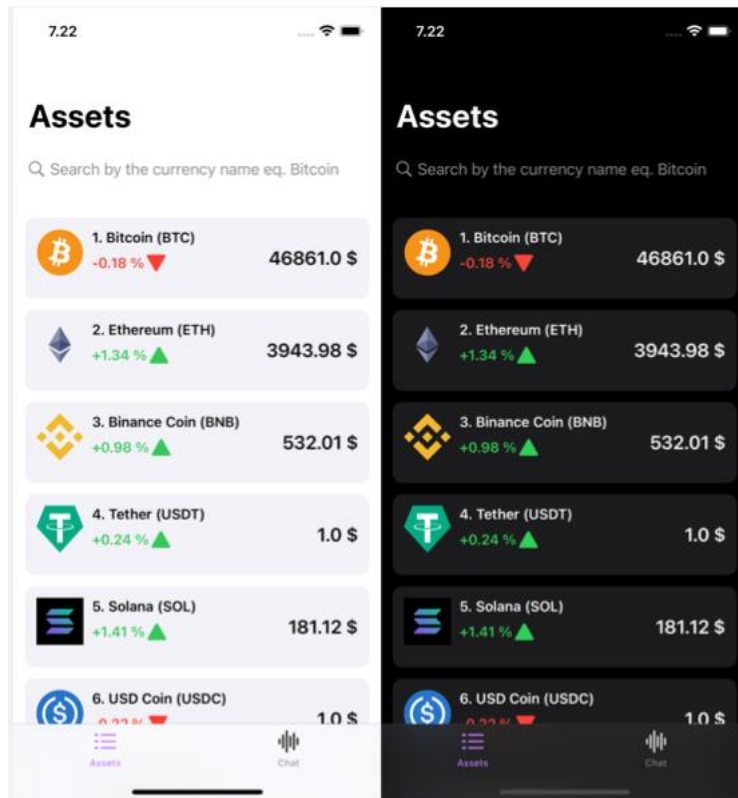 7.22
Assets
Search by the currency name eq. Bitcoin
1. Bitcoin (BTC)
-0.18 %
46861.0 $
2. Ethereum (ETH)
+1.34 %
3943.98 $
3. Binance Coin (BNB)
+0.98 %
532.01 $
4. Tether (USDT)
+0.24 %
1.0 $
5. Solana (SOL)
+1.41 %
181.12 $
6. USD Coin (USDC)
1.0 $
Assets
Chat
7.22
Assets
Search by the currency name eq. Bitcoin
1. Bitcoin (BTC)
-0.18 %
46861.0 $
2. Ethereum (ETH)
+1.34 %
3943.98 $
3. Binance Coin (BNB)
+0.98 %
532.01 $
4. Tether (USDT)
+0.24 %
1.0 $
5. Solana (SOL)
+1.41 %
181.12 $
6. USD Coin (USDC)
1.0 $
Assets
Chat